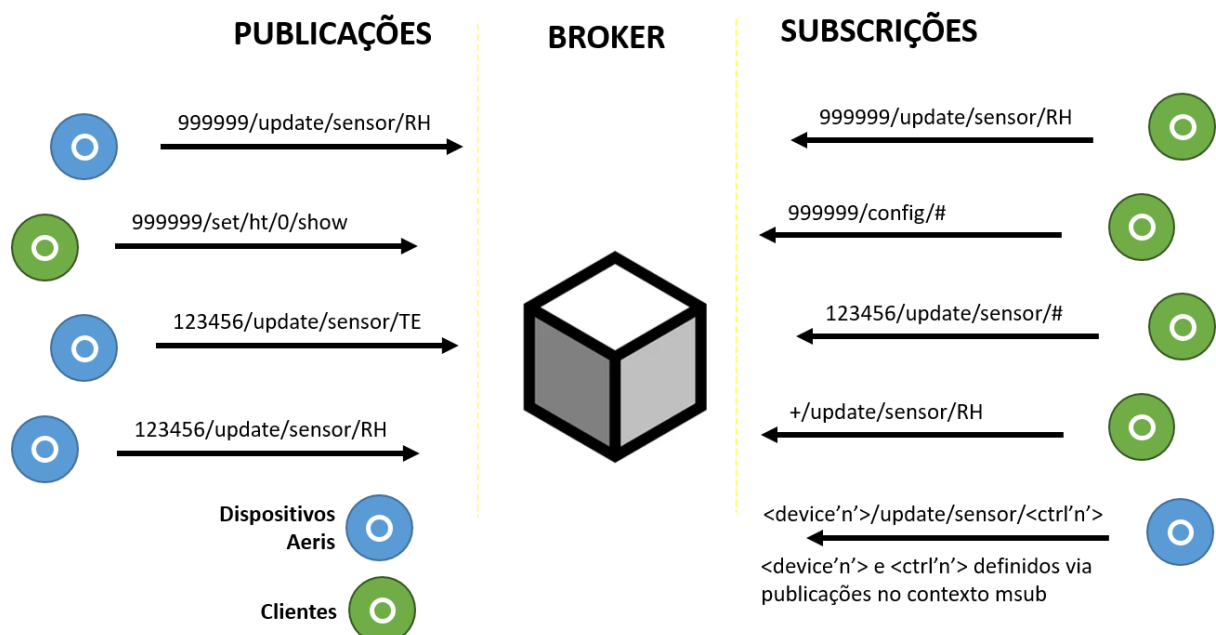 PUBLICAÇÕES
BROKER
SUBSCRIÇÕES
999999/update/sensor/RH
999999/update/sensor/RH
999999/set/ht/0/show
999999/config/#
123456/update/sensor/TE
123456/update/sensor/#
123456/update/sensor/RH
+/update/sensor/RH
Dispositivos
Aeris
<device’n’>/update/sensor/<ctrl’n’>
<device’n’> e <ctrl’n’> definidos via
publicações no contexto msub
Clientes